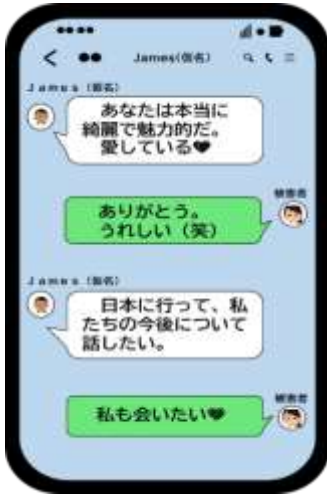 James(仮名)
James（仮名）
あなたは本当に
綺麗で魅力的だ。
愛している♥
被害者
ありがとう。
うれしい（笑）
James（仮名）
日本に行って、私
たちの今後について
話したい。
被害者
私も会いたい♥